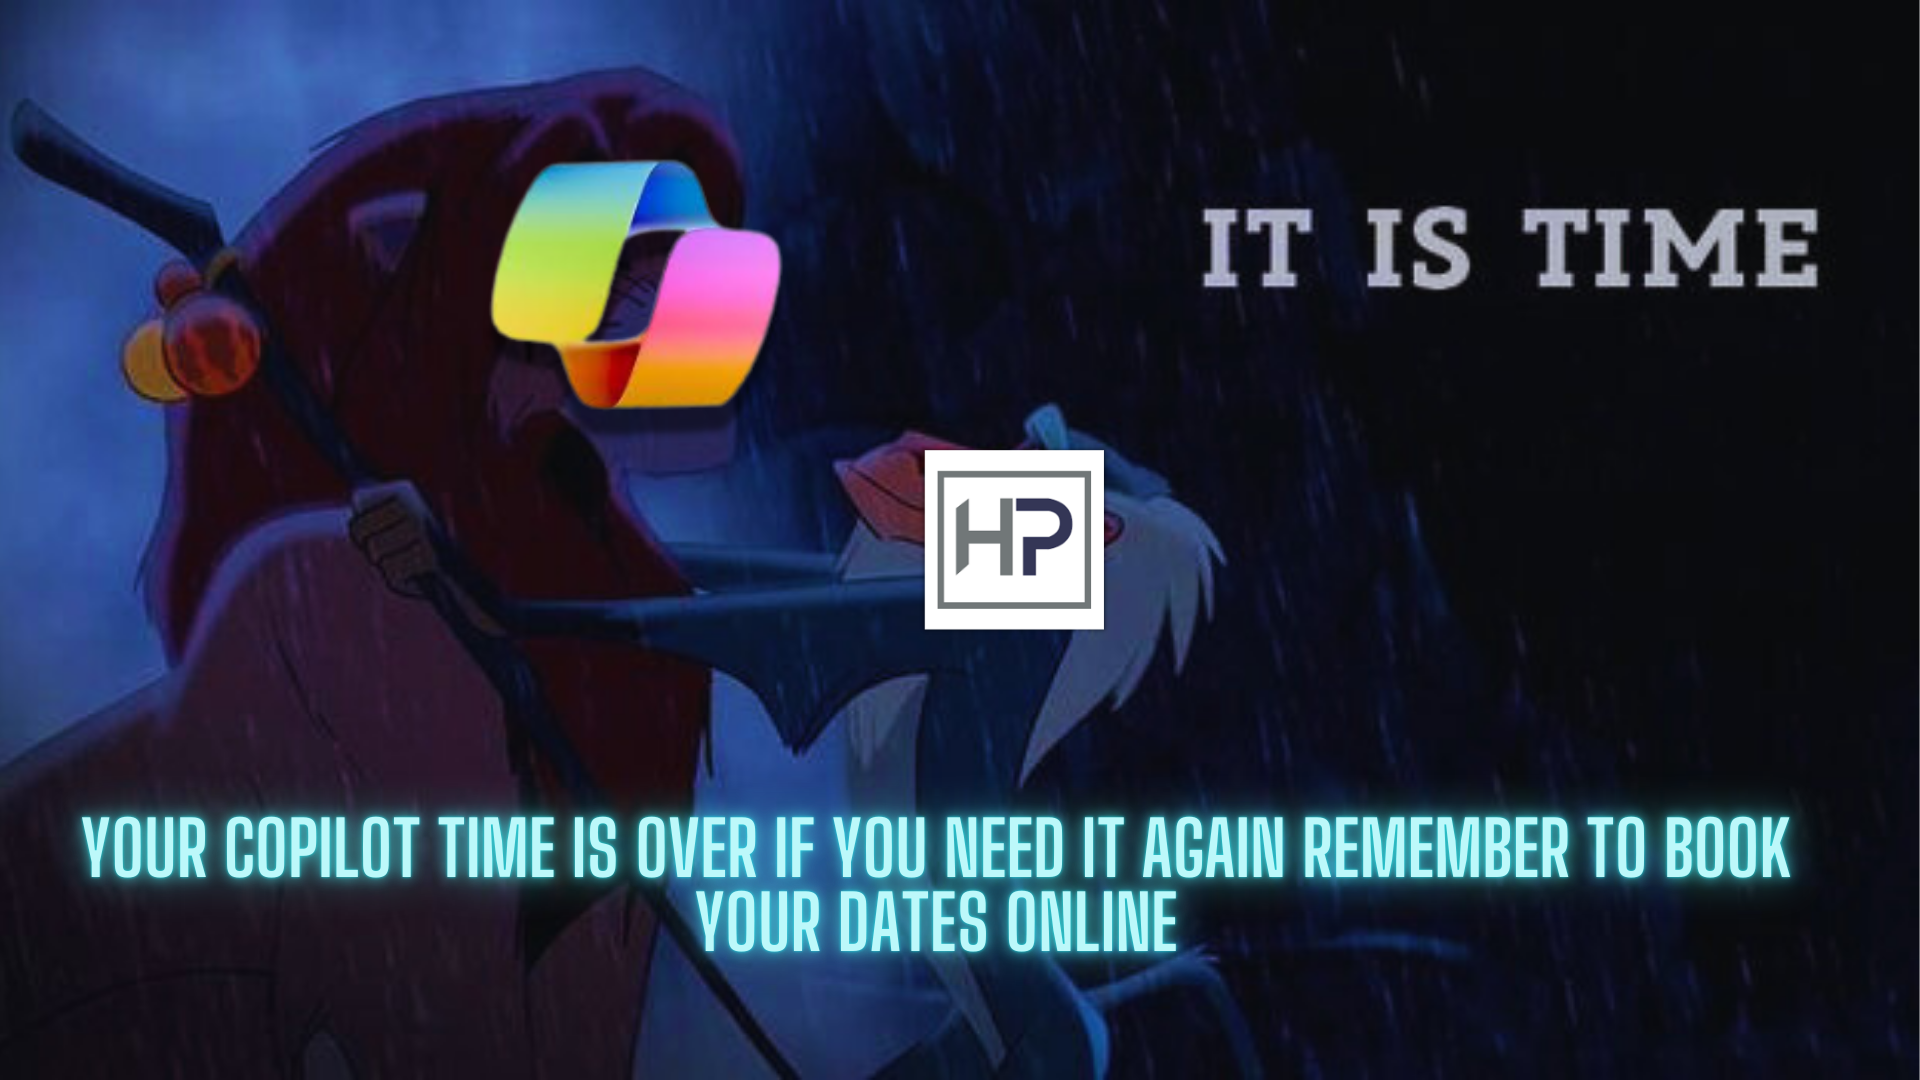 IT IS TIME
HP
YOUR COPILOT TIME IS OVER IF YOU NEED IT AGAIN REMEMBER TO BOOK
YOUR DATES ONLINE